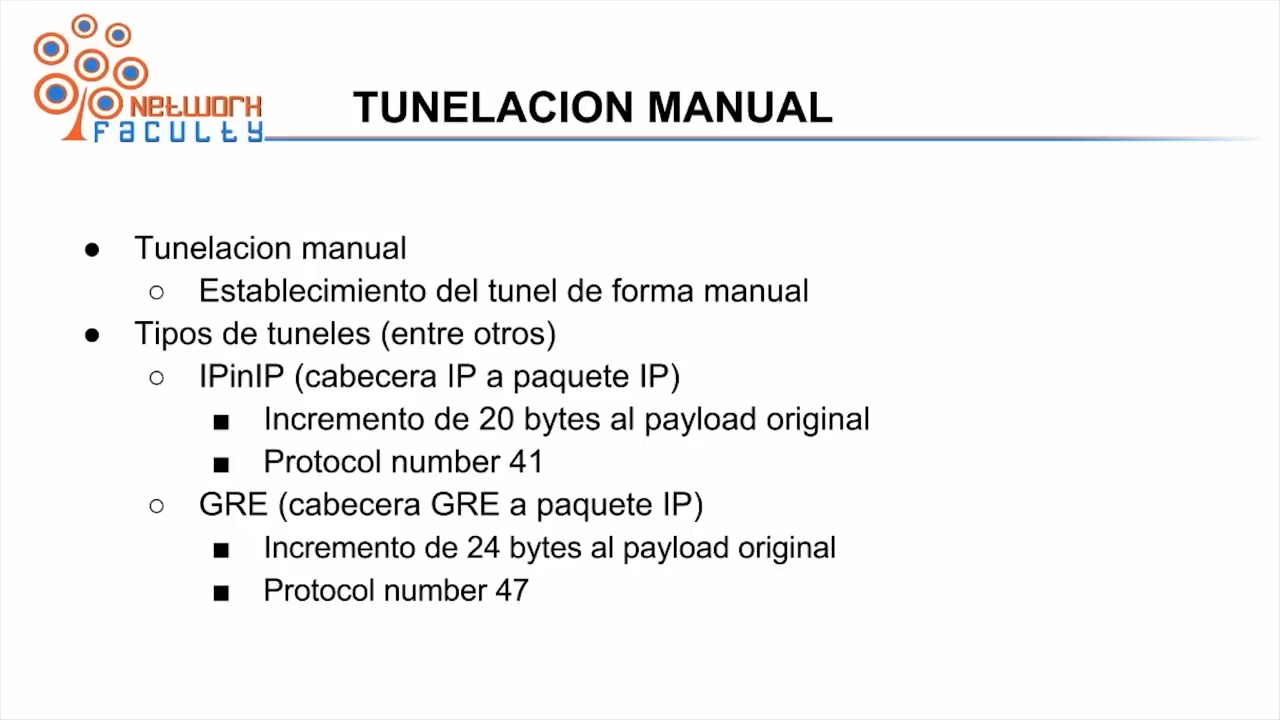 NETWORK
FACULTY
TUNELACION MANUAL
● Tunelacion manual
○ Establecimiento del tunel de forma manual
● Tipos de tuneles (entre otros)
○ IPinIP (cabecera IP a paquete IP)
■ Incremento de 20 bytes al payload original
■ Protocol number 41
○ GRE (cabecera GRE a paquete IP)
■ Incremento de 24 bytes al payload original
■ Protocol number 47